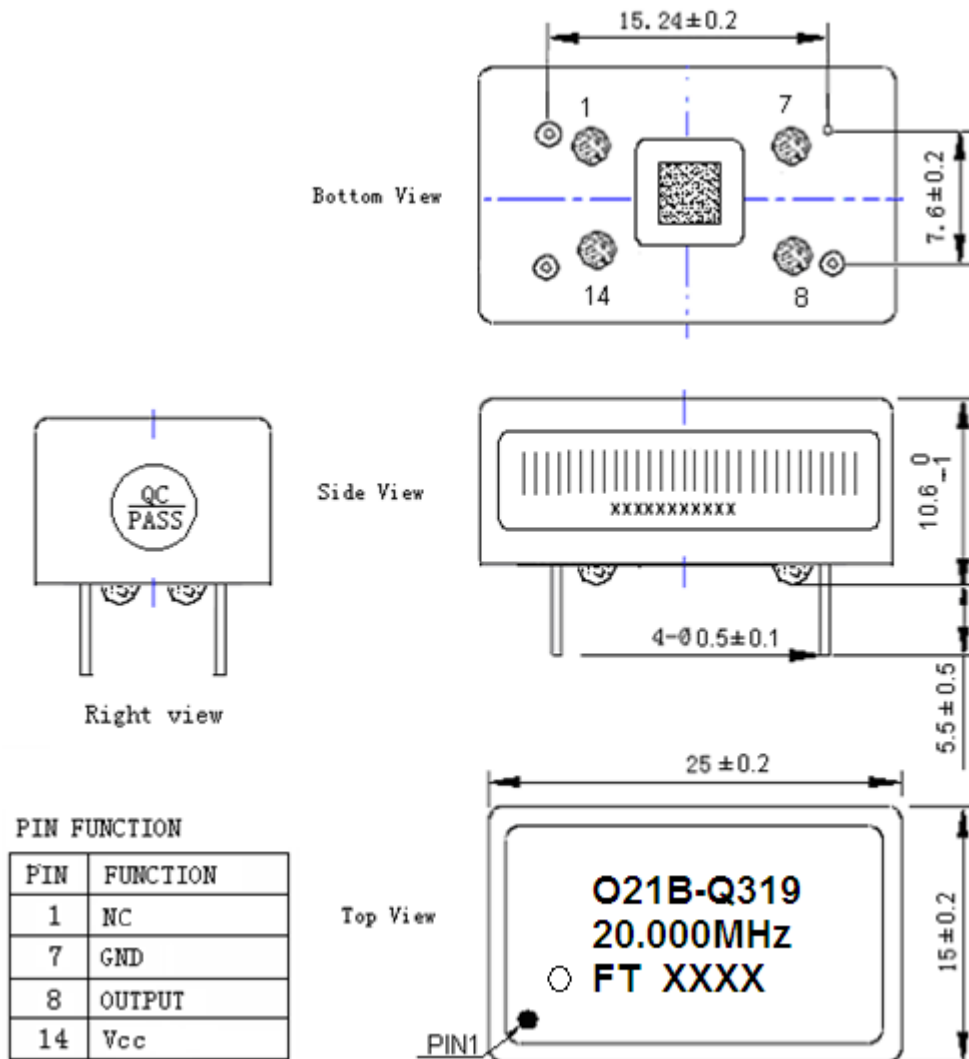 15.24±0.2
1
7
Bottom View
7.6±0.2
14
8
QC
PASS
Side View
XXXXXXXXXXX
10.6 0 -1
4-Ø0.5±0.1
5.5±0.5
Right view
25±0.2
PIN FUNCTION
PIN FUNCTION
1 NC
7 GND
8 OUTPUT
14 Vcc
Top View
O21B-Q319
20.000MHz
FT XXXX
15±0.2
PIN1